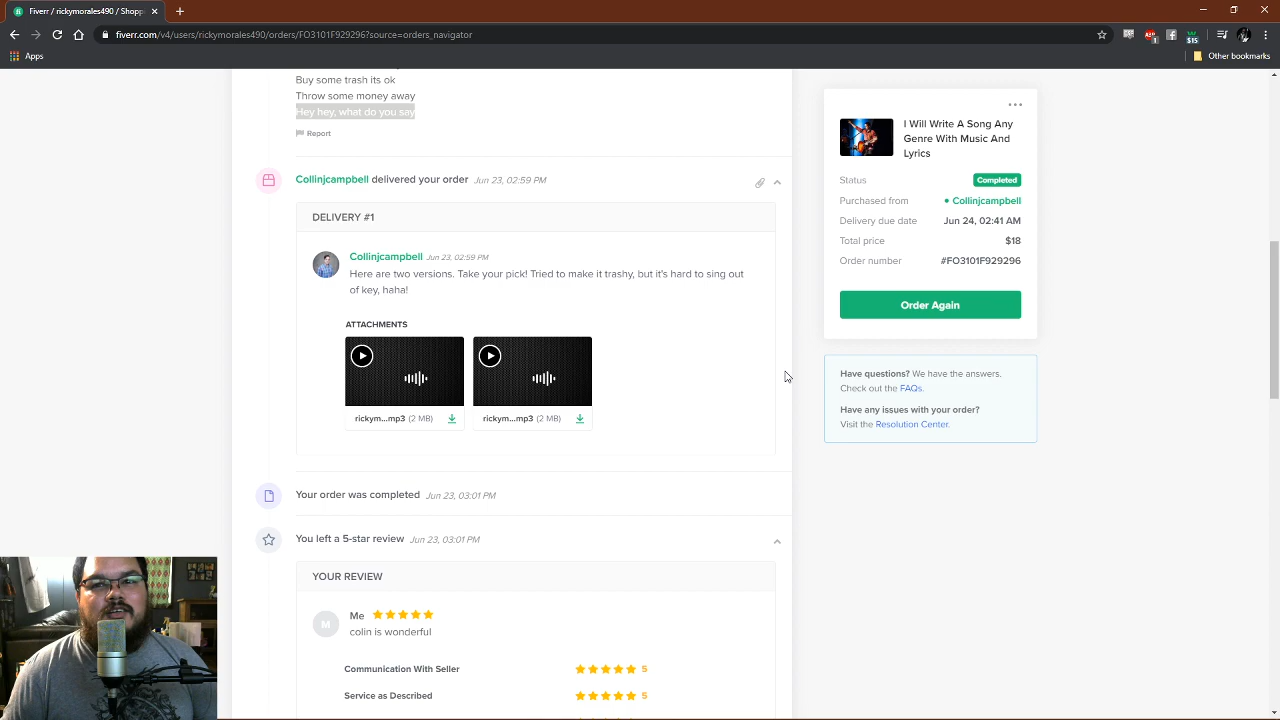 Fiverr / rickymorales490 / Shopp
fiverr.com/v4/users/rickymorales490/orders/FO3101F929296?source=orders_navigator
Apps
Other bookmarks
Buy some trash its ok
Throw some money away
Hey hey, what do you say
Report
Collinjcampbell delivered your order Jun 23, 02:59 PM
DELIVERY #1
Collinjcampbell Jun 23, 02:59 PM
Here are two versions. Take your pick! Tried to make it trashy, but it's hard to sing out
of key, haha!
ATTACHMENTS
rickym...mp3 (2 MB)
rickym...mp3 (2 MB)
Your order was completed Jun 23, 03:01 PM
You left a 5-star review Jun 23, 03:01 PM
YOUR REVIEW
M
Me
colin is wonderful
Communication With Seller 5
Service as Described 5
I Will Write A Song Any
Genre With Music And
Lyrics
Status Completed
Purchased from • Collinjcampbell
Delivery due date Jun 24, 02:41 AM
Total price $18
Order number #FO3101F929296
Order Again
Have questions? We have the answers.
Check out the FAQs.
Have any issues with your order?
Visit the Resolution Center.